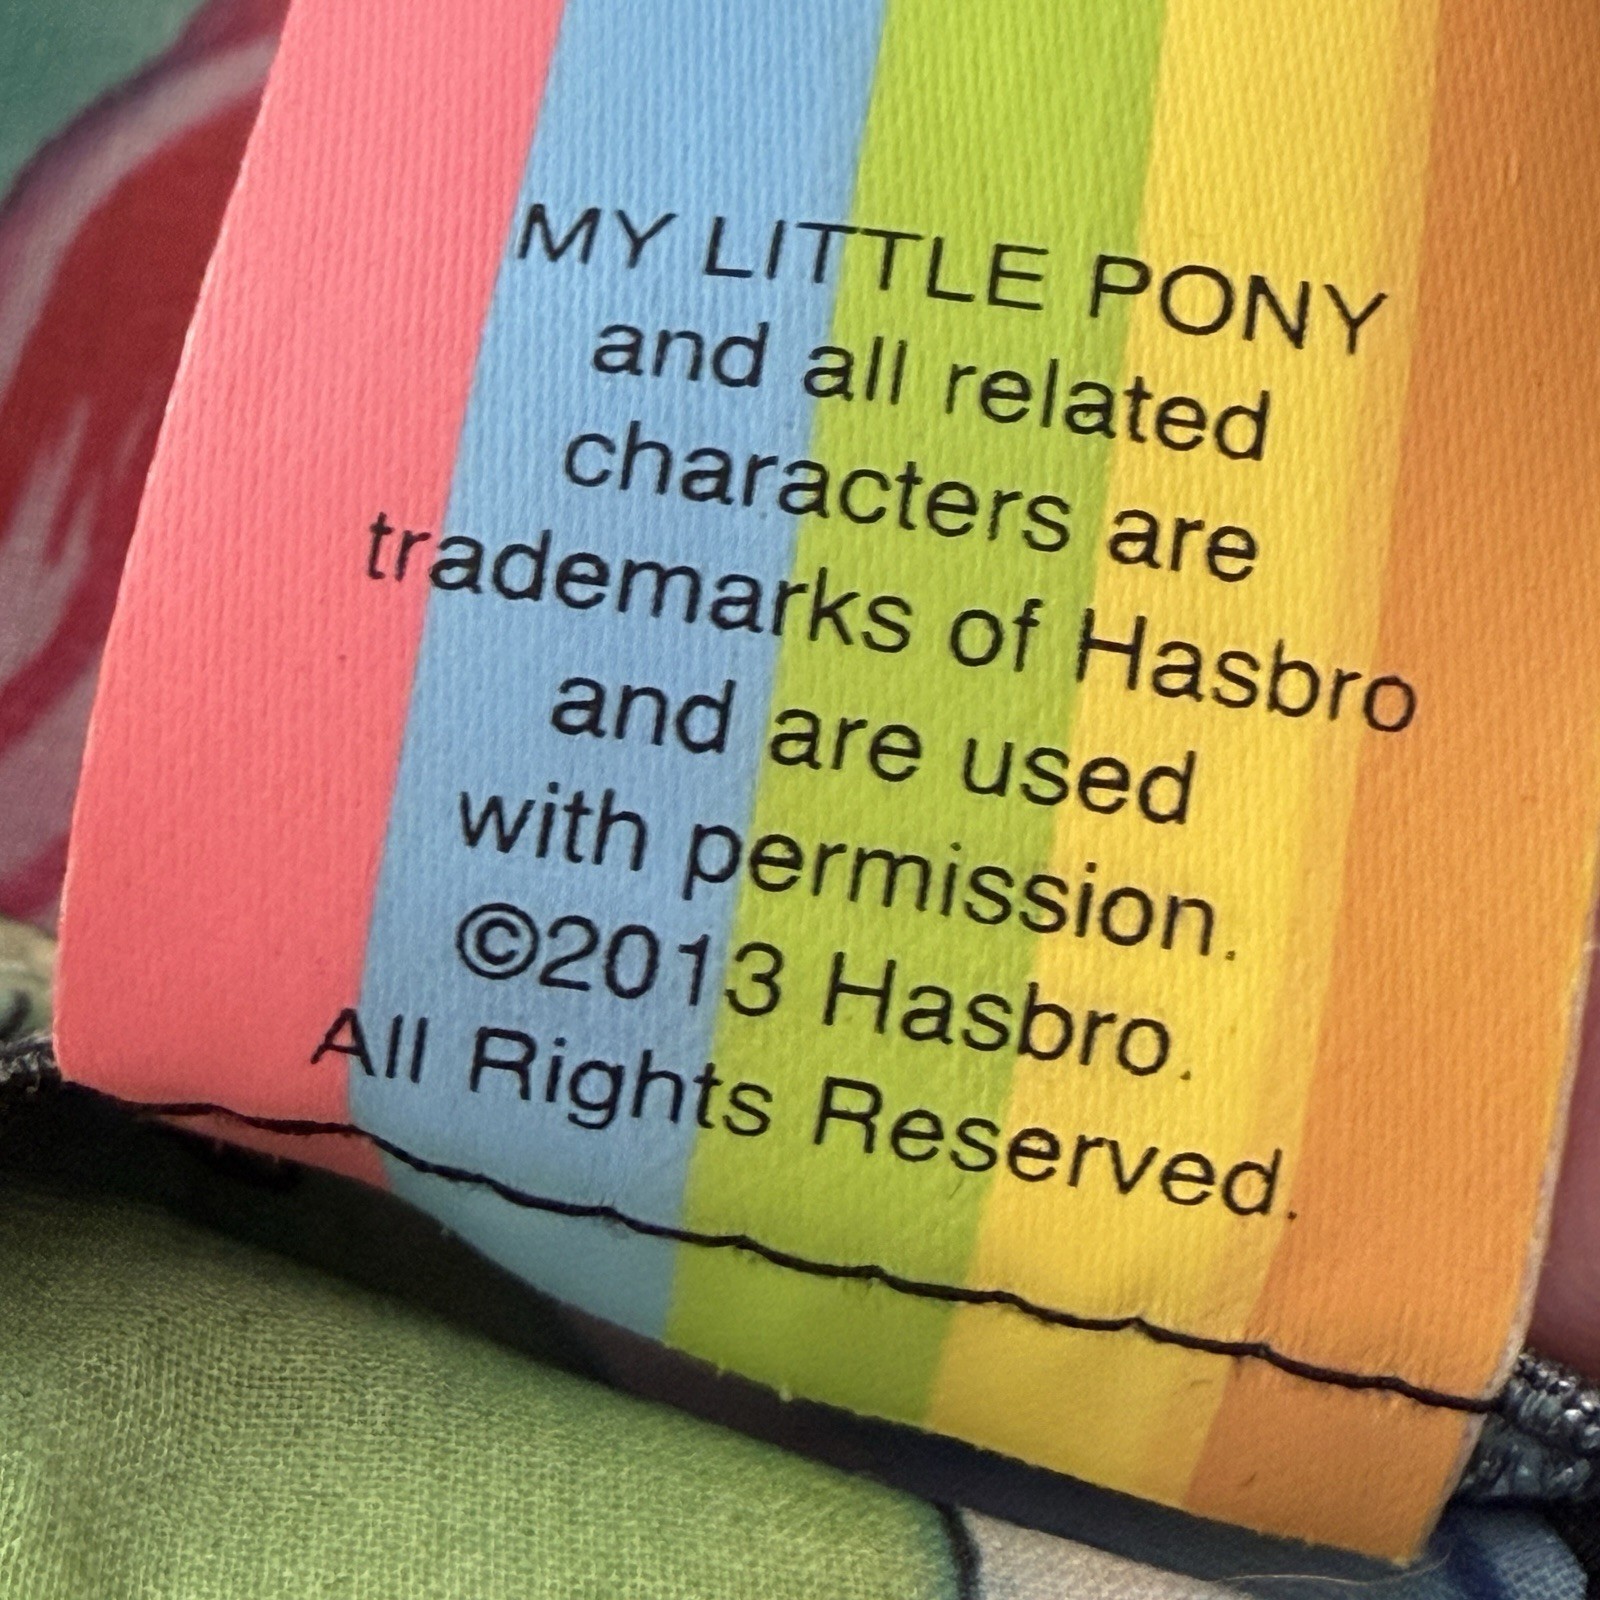 MY LITTLE PONY
and all related
characters are
trademarks of Hasbro
and are used
with permission.
©2013 Hasbro.
All Rights Reserved.